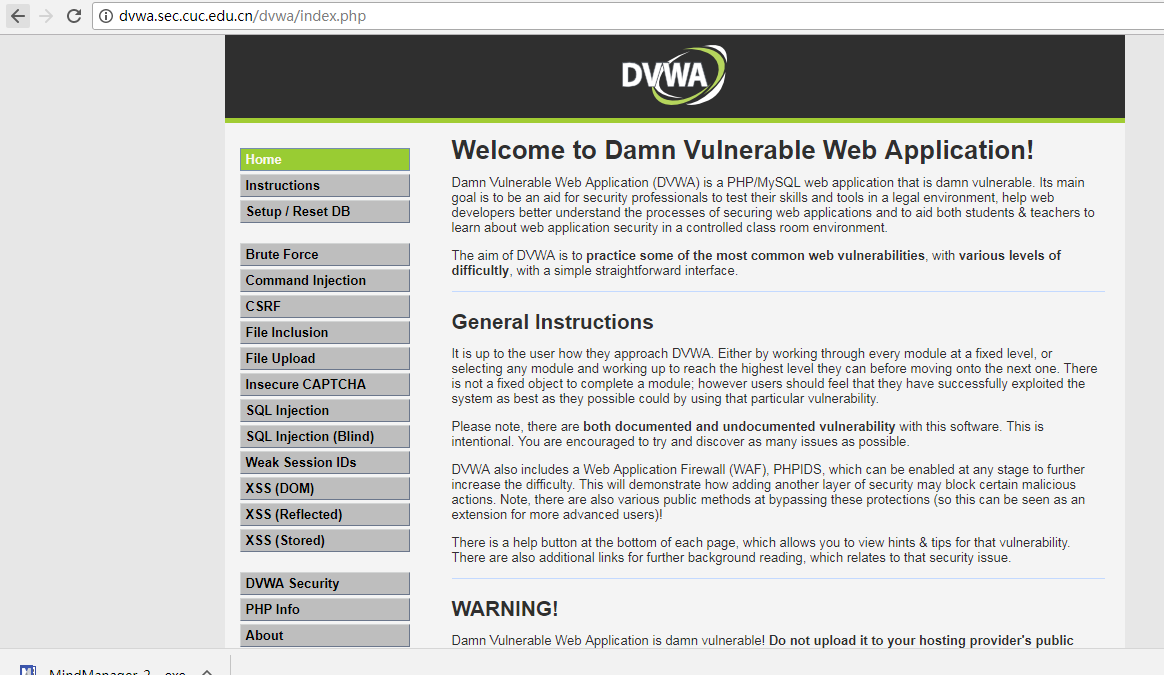 dvwa.sec.cuc.edu.cn/dvwa/index.php
DVWA
Home
Instructions
Setup / Reset DB
Brute Force
Command Injection
CSRF
File Inclusion
File Upload
Insecure CAPTCHA
SQL Injection
SQL Injection (Blind)
Weak Session IDs
XSS (DOM)
XSS (Reflected)
XSS (Stored)
DVWA Security
PHP Info
About
Welcome to Damn Vulnerable Web Application!
Damn Vulnerable Web Application (DVWA) is a PHP/MySQL web application that is damn vulnerable. Its main
goal is to be an aid for security professionals to test their skills and tools in a legal environment, help web
developers better understand the processes of securing web applications and to aid both students & teachers to
learn about web application security in a controlled class room environment.
The aim of DVWA is to practice some of the most common web vulnerabilities, with various levels of
difficultly, with a simple straightforward interface.
General Instructions
It is up to the user how they approach DVWA. Either by working through every module at a fixed level, or
selecting any module and working up to reach the highest level they can before moving onto the next one. There
is not a fixed object to complete a module; however users should feel that they have successfully exploited the
system as best as they possible could by using that particular vulnerability.
Please note, there are both documented and undocumented vulnerability with this software. This is
intentional. You are encouraged to try and discover as many issues as possible.
DVWA also includes a Web Application Firewall (WAF), PHPIDS, which can be enabled at any stage to further
increase the difficulty. This will demonstrate how adding another layer of security may block certain malicious
actions. Note, there are also various public methods at bypassing these protections (so this can be seen as an
extension for more advanced users)!
There is a help button at the bottom of each page, which allows you to view hints & tips for that vulnerability.
There are also additional links for further background reading, which relates to that security issue.
WARNING!
Damn Vulnerable Web Application is damn vulnerable! Do not upload it to your hosting provider's public
MindManager_2....exe